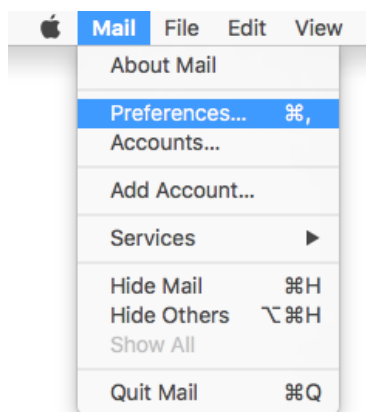 Mail File Edit View
About Mail
Preferences... ⌘,
Accounts...
Add Account...
Services ▶
Hide Mail ⌘H
Hide Others ⌥⌘H
Show All
Quit Mail ⌘Q